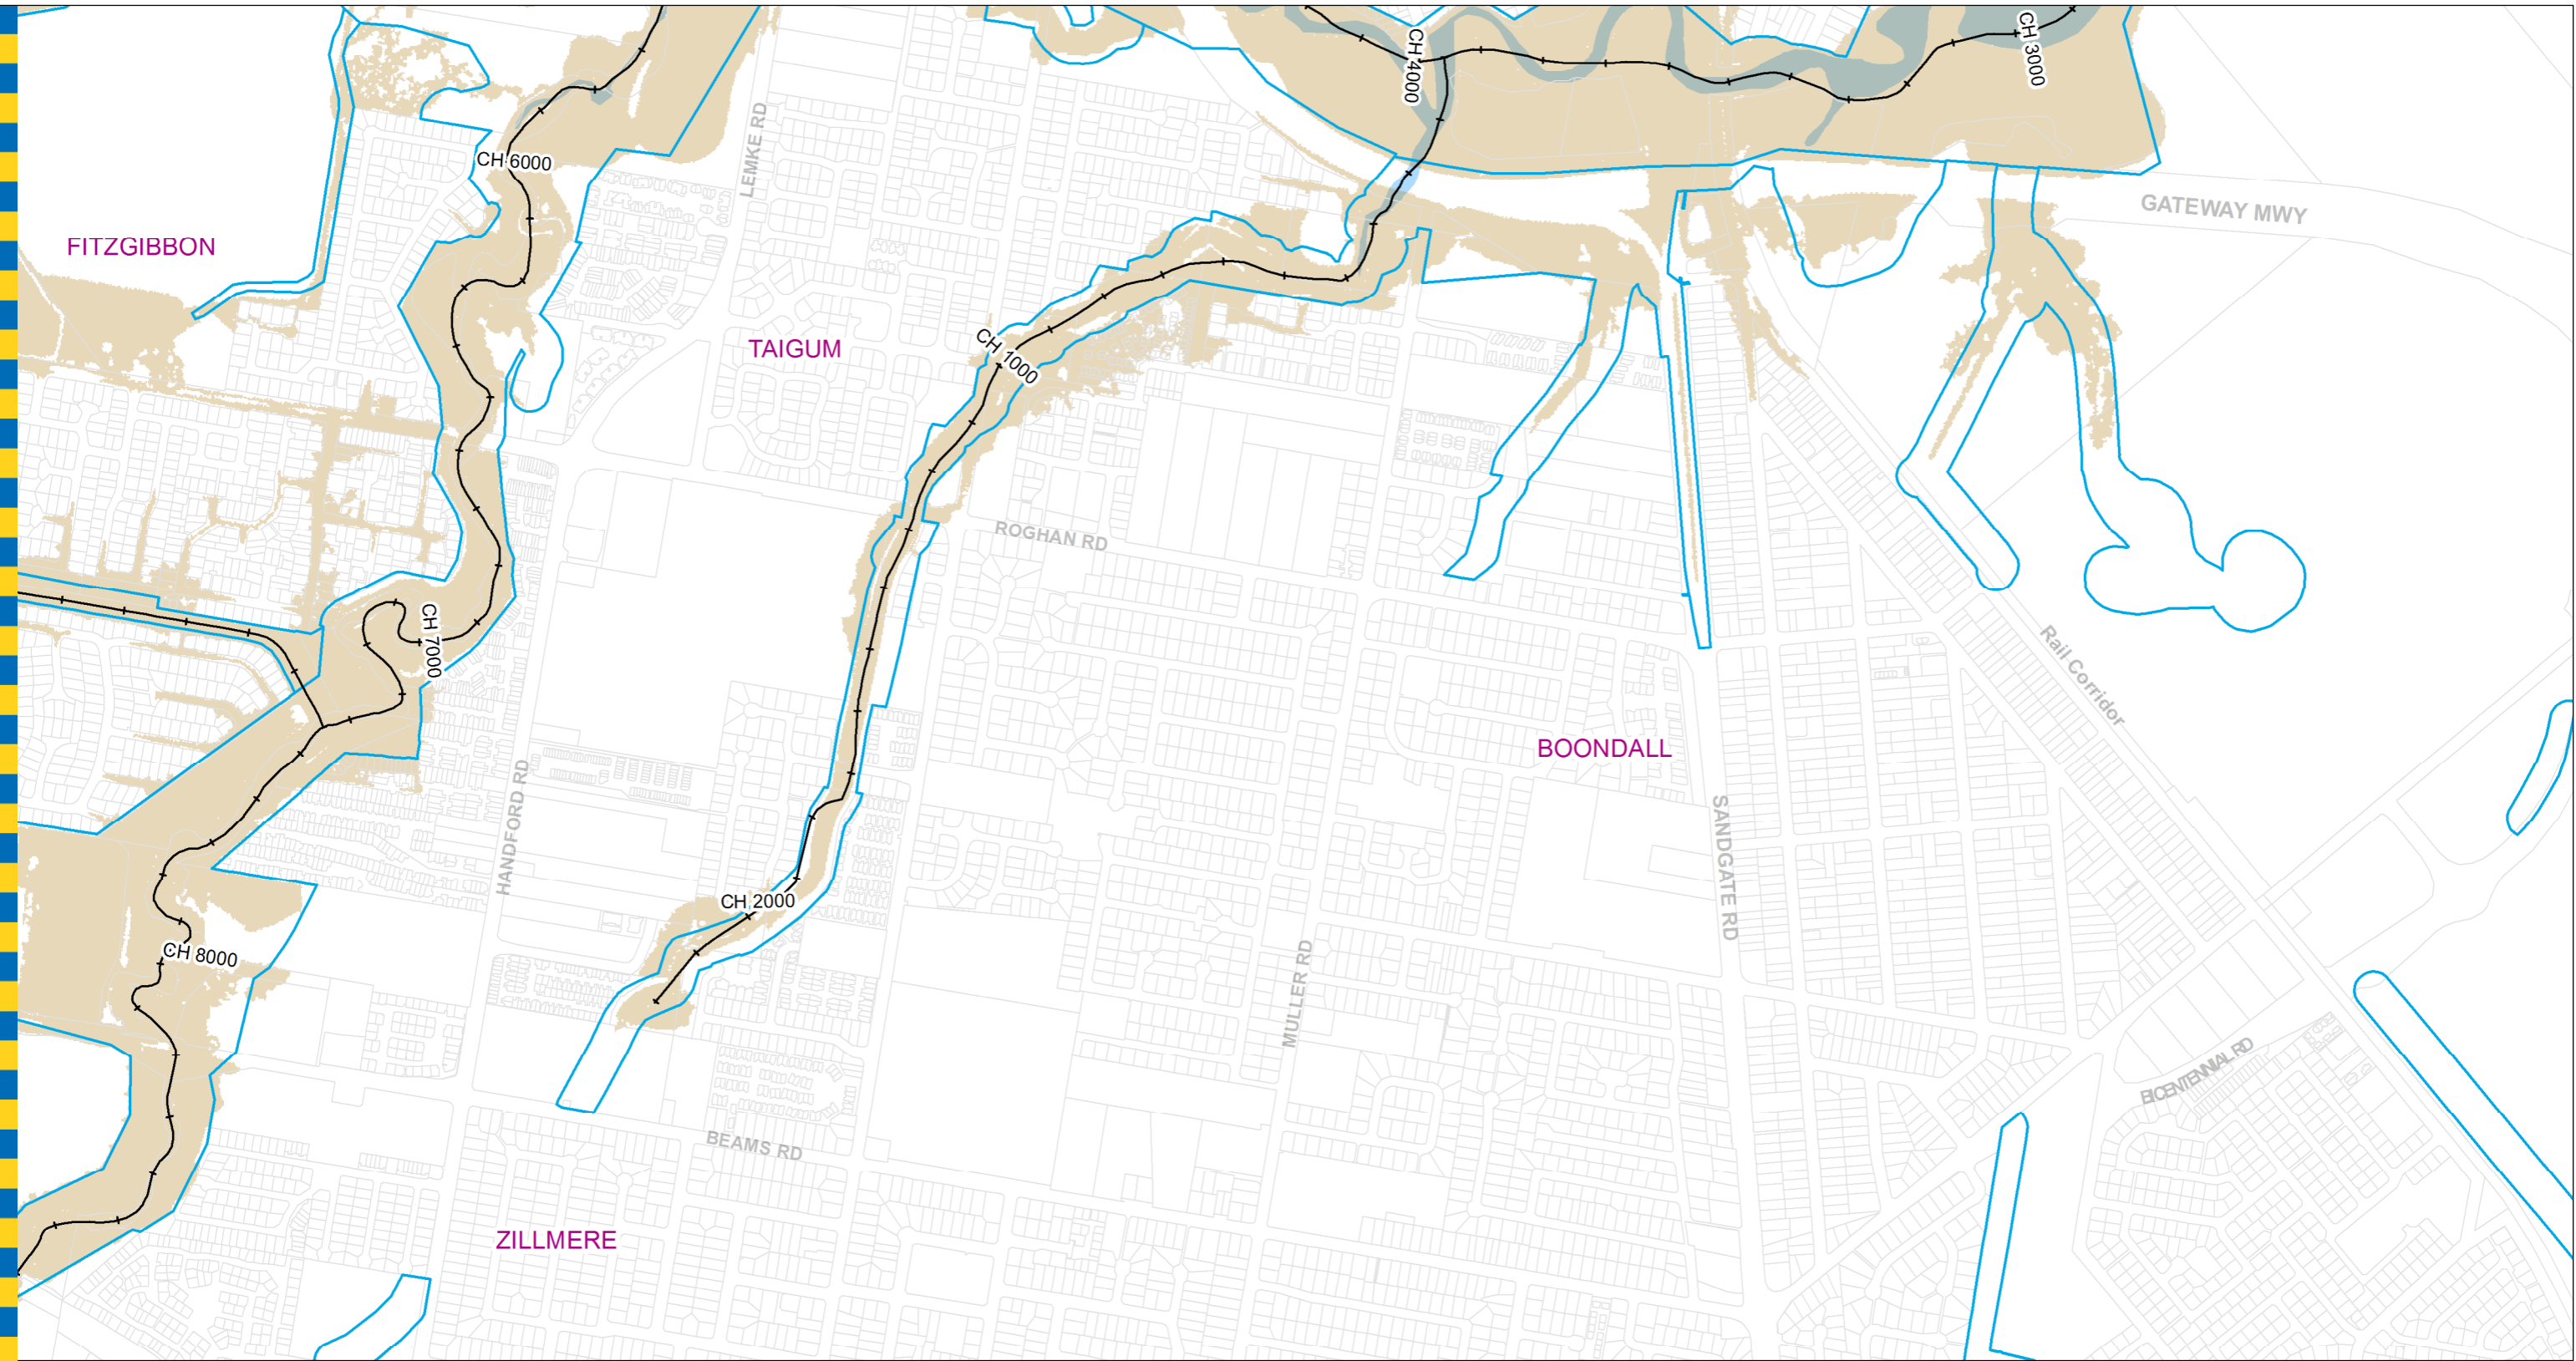 CH 4000
CH 3000
LEMKE RD
CH 6000
GATEWAY MWY
FITZGIBBON
TAIGUM
CH 1000
ROGHAN RD
CH 7000
Rail Corridor
BOONDALL
HANDFORD RD
SANDGATE RD
CH 2000
CH 8000
MULLER RD
BICENTENNIAL RD
BEAMS RD
ZILLMERE